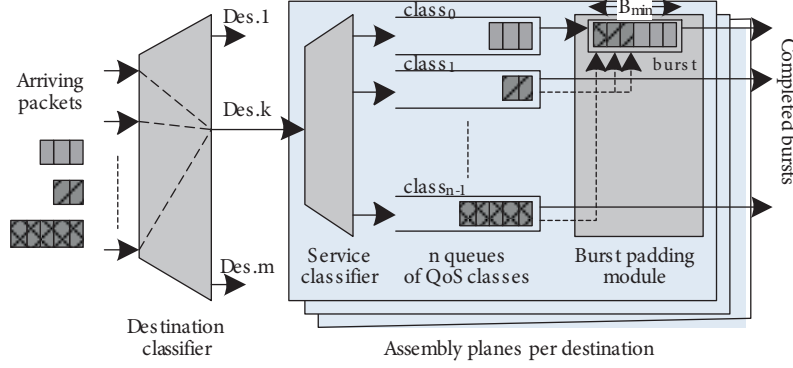 Arriving
packets
Des.1
Des.k
Des.m
Destination
classifier
Service
classifier
class0
class1
classn-1
n queues
of QoS classes
Bmin
burst
Burst padding
module
Completed bursts
Assembly planes per destination